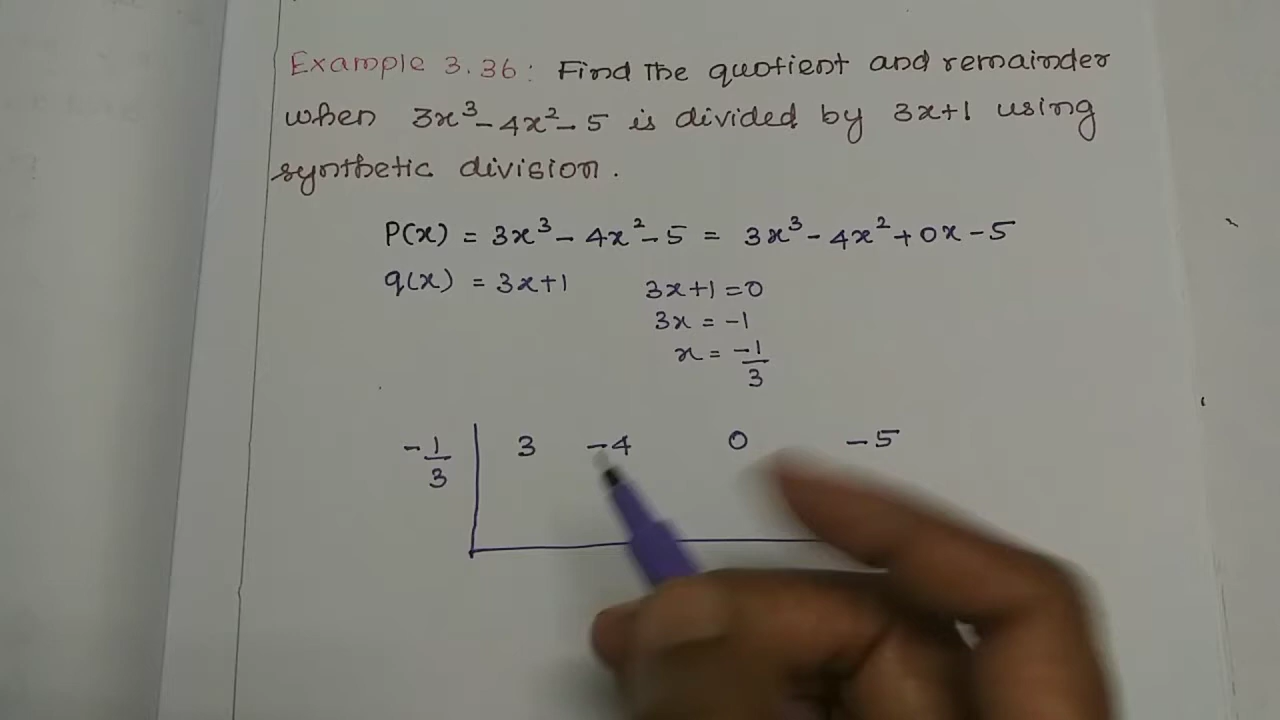 Example 3.36: Find The quotient and remainder
when 3x³-4x²-5 is divided by 3x+1 using
synthetic division.
P(x) = 3x³-4x²-5 = 3x³-4x²+0x-5
q(x) = 3x+1 3x+1=0
3x = -1
x = -1/3
-1/3 | 3 -4 0 -5